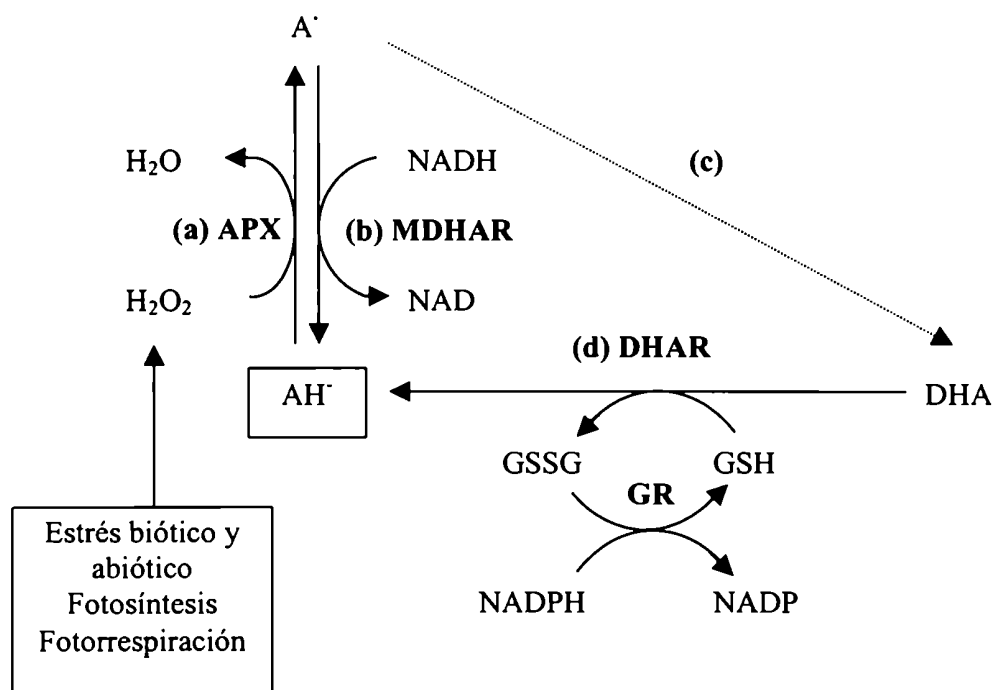 A·
(c)
H₂O
NADH
(a) APX
(b) MDHAR
H₂O₂
NAD
(d) DHAR
AH⁻
DHA
GSSG
GSH
GR
NADPH
NADP
Estrés biótico y
abiótico
Fotosíntesis
Fotorrespiración